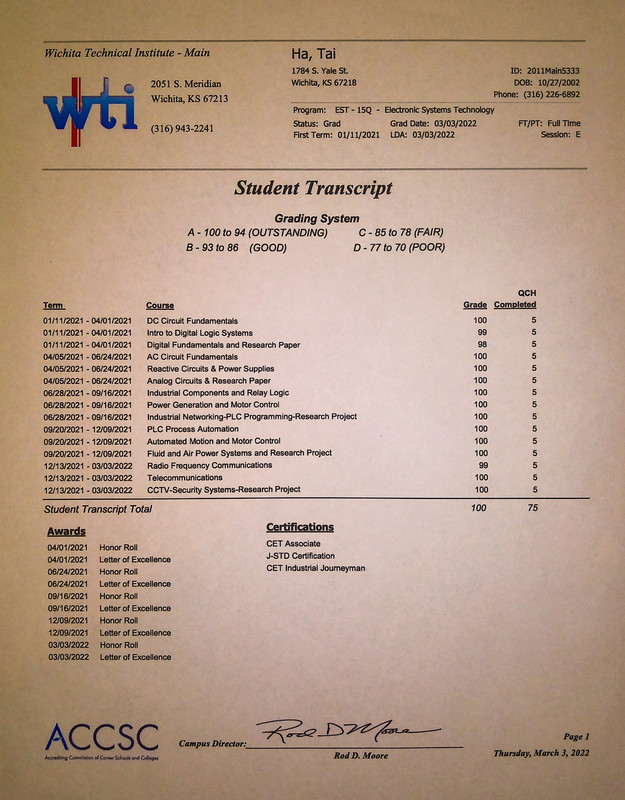 Wichita Technical Institute - Main
wti
2051 S. Meridian
Wichita, KS 67213
(316) 943-2241
Ha, Tai
1784 S. Yale St.
Wichita, KS 67218
ID: 2011Main5333
DOB: 10/27/2002
Phone: (316) 226-6892
Program: EST - 15Q - Electronic Systems Technology
Status: Grad Grad Date: 03/03/2022 FT/PT: Full Time
First Term: 01/11/2021 LDA: 03/03/2022 Session: E
Student Transcript
Grading System
A - 100 to 94 (OUTSTANDING) C - 85 to 78 (FAIR)
B - 93 to 86 (GOOD) D - 77 to 70 (POOR)
QCH
Term Course Grade Completed
01/11/2021 - 04/01/2021 DC Circuit Fundamentals 100 5
01/11/2021 - 04/01/2021 Intro to Digital Logic Systems 99 5
01/11/2021 - 04/01/2021 Digital Fundamentals and Research Paper 98 5
04/05/2021 - 06/24/2021 AC Circuit Fundamentals 100 5
04/05/2021 - 06/24/2021 Reactive Circuits & Power Supplies 100 5
04/05/2021 - 06/24/2021 Analog Circuits & Research Paper 100 5
06/28/2021 - 09/16/2021 Industrial Components and Relay Logic 100 5
06/28/2021 - 09/16/2021 Power Generation and Motor Control 100 5
06/28/2021 - 09/16/2021 Industrial Networking-PLC Programming-Research Project 100 5
09/20/2021 - 12/09/2021 PLC Process Automation 100 5
09/20/2021 - 12/09/2021 Automated Motion and Motor Control 100 5
09/20/2021 - 12/09/2021 Fluid and Air Power Systems and Research Project 100 5
12/13/2021 - 03/03/2022 Radio Frequency Communications 99 5
12/13/2021 - 03/03/2022 Telecommunications 100 5
12/13/2021 - 03/03/2022 CCTV-Security Systems-Research Project 100 5
Student Transcript Total 100 75
Awards
04/01/2021 Honor Roll
04/01/2021 Letter of Excellence
06/24/2021 Honor Roll
06/24/2021 Letter of Excellence
09/16/2021 Honor Roll
09/16/2021 Letter of Excellence
12/09/2021 Honor Roll
12/09/2021 Letter of Excellence
03/03/2022 Honor Roll
03/03/2022 Letter of Excellence
Certifications
CET Associate
J-STD Certification
CET Industrial Journeyman
ACCSC
Accrediting Commission of Career Schools and Colleges
Campus Director: Rod D Moore
Rod D. Moore
Page 1
Thursday, March 3, 2022